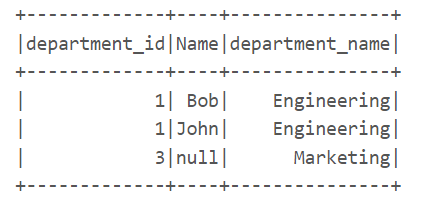 +-------------+----+---------------+
|department_id|Name|department_name|
+-------------+----+---------------+
|            1| Bob|    Engineering|
|            1|John|    Engineering|
|            3|null|      Marketing|
+-------------+----+---------------+